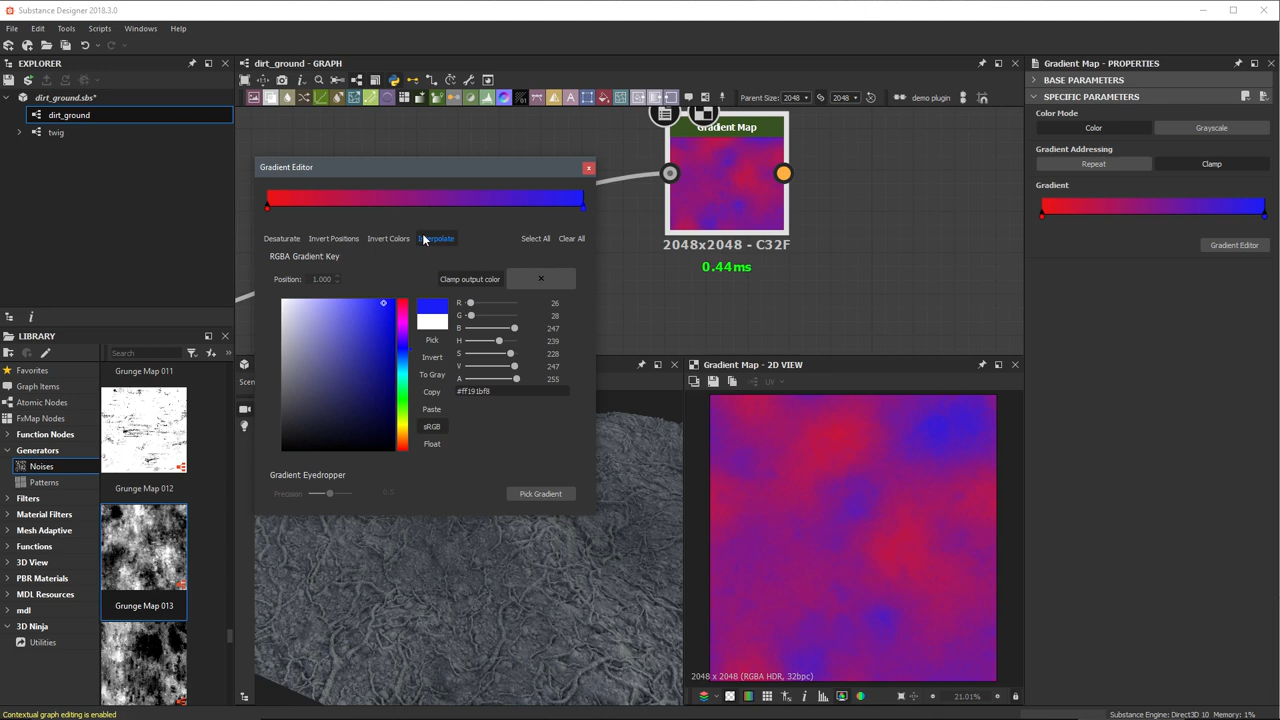 Substance Designer 2018.3.0
File Edit Tools Scripts Windows Help
EXPLORER
dirt_ground.sbs*
dirt_ground
twig
LIBRARY
Search
Favorites
Graph Items
Atomic Nodes
FxMap Nodes
Function Nodes
Generators
Noises
Patterns
Filters
Material Filters
Mesh Adaptive
Functions
3D View
PBR Materials
MDL Resources
mdl
3D Ninja
Utilities
Grunge Map 011
Grunge Map 012
Grunge Map 013
dirt_ground - GRAPH
Parent Size: 2048 2048 demo plugin
Gradient Map
2048x2048 - C32F
0.44ms
Gradient Editor
Desaturate Invert Positions Invert Colors Select All Clear All
RGBA Gradient Key
Position: 1.000 Clamp output color
Pick
Invert
To Gray
Copy
Paste
sRGB
Float
R 26
G 28
B 247
H 239
S 228
V 247
A 255
#ff191bf8
Gradient Eyedropper
Precision 0.5 Pick Gradient
Scen
Gradient Map - 2D VIEW
UV
2048 x 2048 (RGBA HDR, 32bpc)
21.01%
Gradient Map - PROPERTIES
BASE PARAMETERS
SPECIFIC PARAMETERS
Color Mode
Color Grayscale
Gradient Addressing
Repeat Clamp
Gradient
Gradient Editor
Contextual graph editing is enabled
Substance Engine: Direct3D 10 Memory: 1%